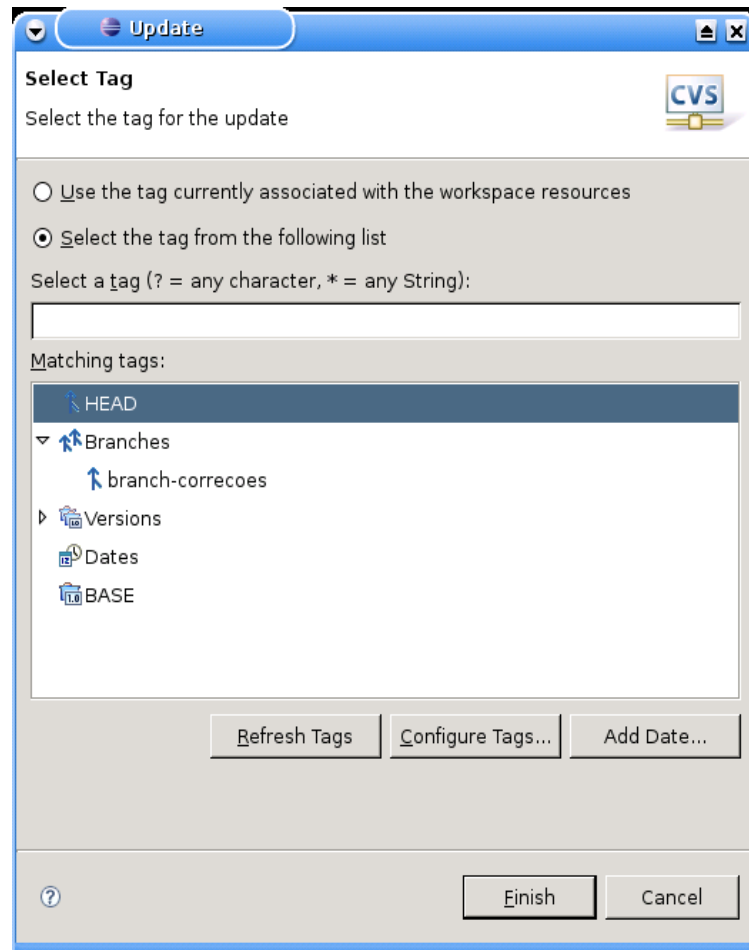 Update
Select Tag
Select the tag for the update
CVS
Use the tag currently associated with the workspace resources
Select the tag from the following list
Select a tag (? = any character, * = any String):
Matching tags:
HEAD
Branches
branch-correcoes
Versions
Dates
BASE
Refresh Tags Configure Tags... Add Date...
? Finish Cancel